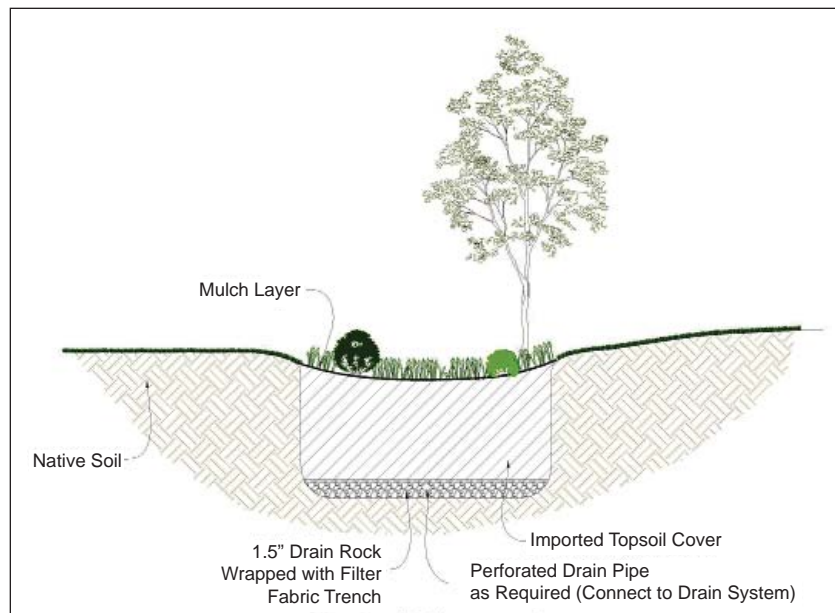 Mulch Layer
Native Soil
Imported Topsoil Cover
1.5" Drain Rock
Wrapped with Filter
Fabric Trench
Perforated Drain Pipe
as Required (Connect to Drain System)